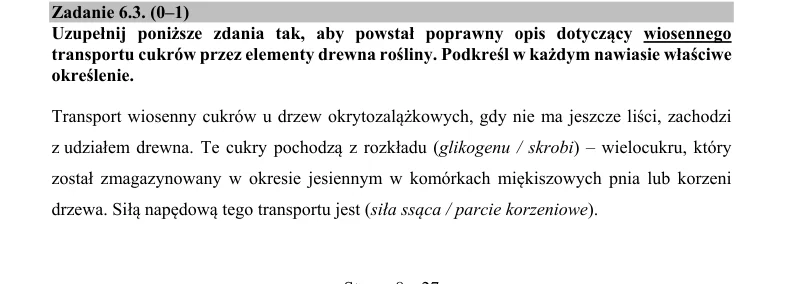 Zadanie 6.3. (0–1)
Uzupełnij poniższe zdania tak, aby powstał poprawny opis dotyczący wiosennego
transportu cukrów przez elementy drewna rośliny. Podkreśl w każdym nawiasie właściwe
określenie.
Transport wiosenny cukrów u drzew okrytozalążkowych, gdy nie ma jeszcze liści, zachodzi
z udziałem drewna. Te cukry pochodzą z rozkładu (glikogenu / skrobi) – wielocukru, który
został zmagazynowany w okresie jesiennym w komórkach miękiszowych pnia lub korzeni
drzewa. Siłą napędową tego transportu jest (siła ssąca / parcie korzeniowe).